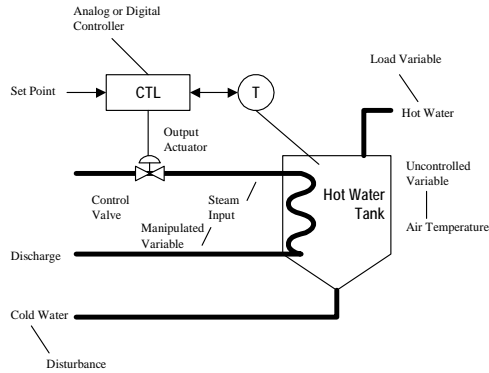 Analog or Digital
Controller
Load Variable
Set Point
CTL
T
Hot Water
Output
Actuator
Uncontrolled
Variable
Control
Valve
Steam
Input
Hot Water
Tank
Manipulated
Variable
Air Temperature
Discharge
Cold Water
Disturbance